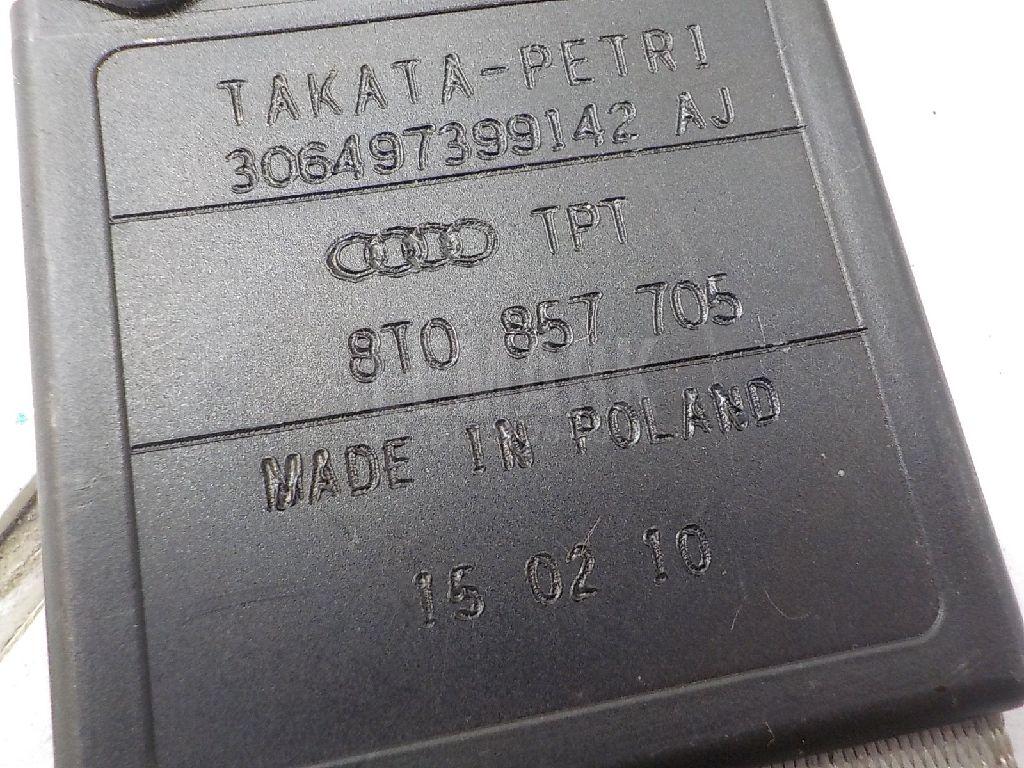 TAKATA-PETRI
306497399142 AJ
TPT
8T0 857 705
MADE IN POLAND
15 02 10